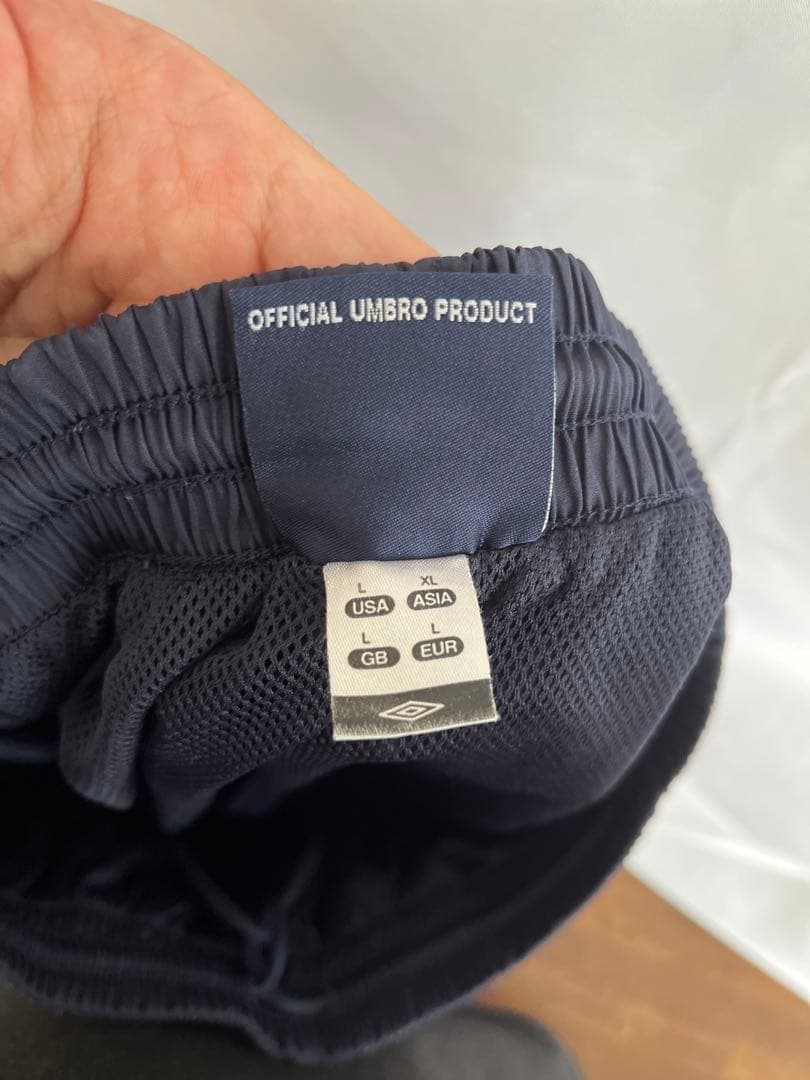 OFFICIAL UMBRO PRODUCT
L XL
USA ASIA
L L
GB EUR